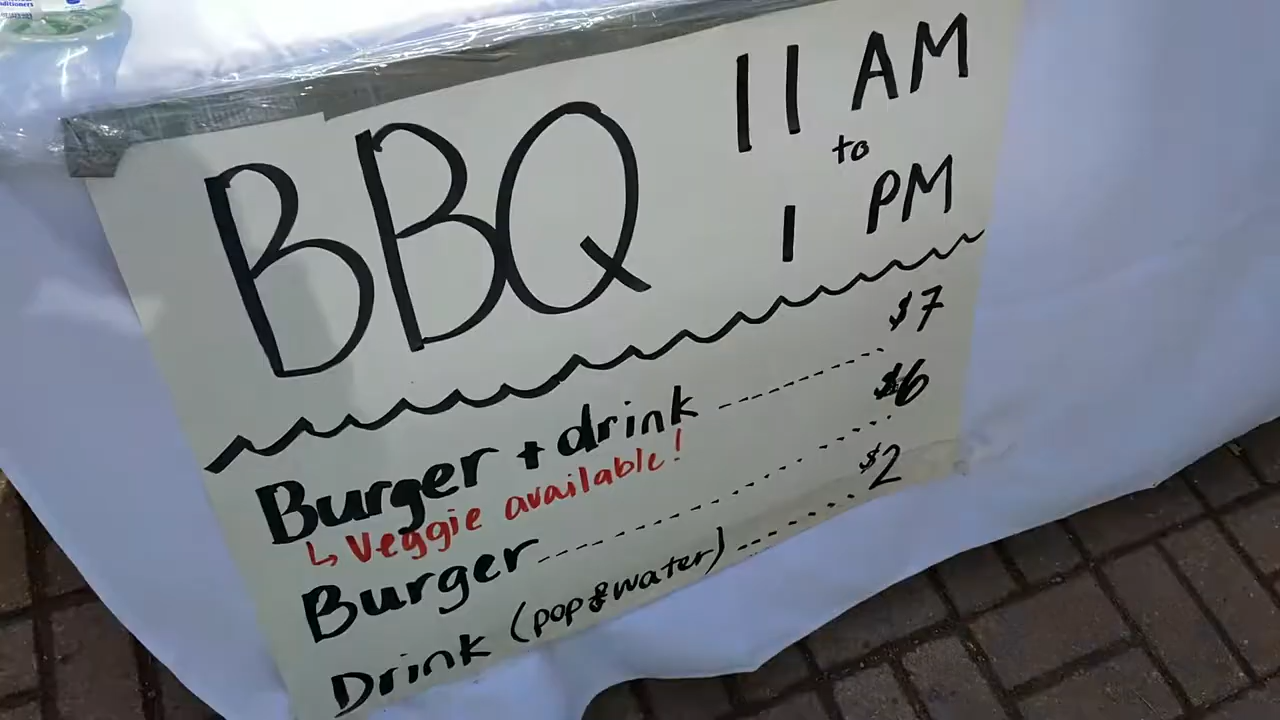 BBQ
11 AM
to
1 PM
Burger + drink ---------- $7
↳ Veggie available!
Burger ---------- $6
Drink (pop & water) ....... $2